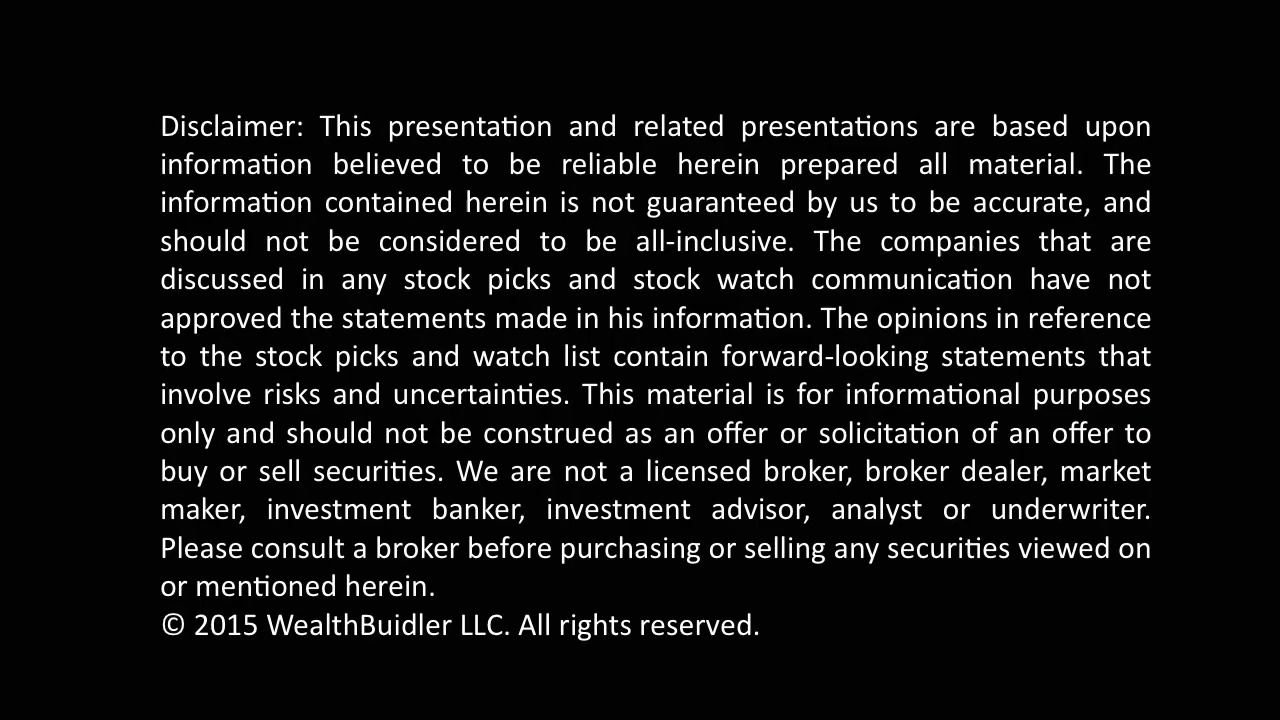 Disclaimer: This presentation and related presentations are based upon
information believed to be reliable herein prepared all material. The
information contained herein is not guaranteed by us to be accurate, and
should not be considered to be all-inclusive. The companies that are
discussed in any stock picks and stock watch communication have not
approved the statements made in his information. The opinions in reference
to the stock picks and watch list contain forward-looking statements that
involve risks and uncertainties. This material is for informational purposes
only and should not be construed as an offer or solicitation of an offer to
buy or sell securities. We are not a licensed broker, broker dealer, market
maker, investment banker, investment advisor, analyst or underwriter.
Please consult a broker before purchasing or selling any securities viewed on
or mentioned herein.
© 2015 WealthBuidler LLC. All rights reserved.